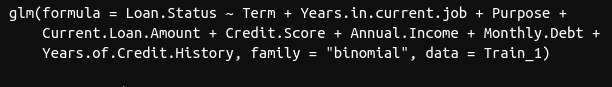 glm(formula = Loan.Status ~ Term + Years.in.current.job + Purpose +
Current.Loan.Amount + Credit.Score + Annual.Income + Monthly.Debt +
Years.of.Credit.History, family = "binomial", data = Train_1)